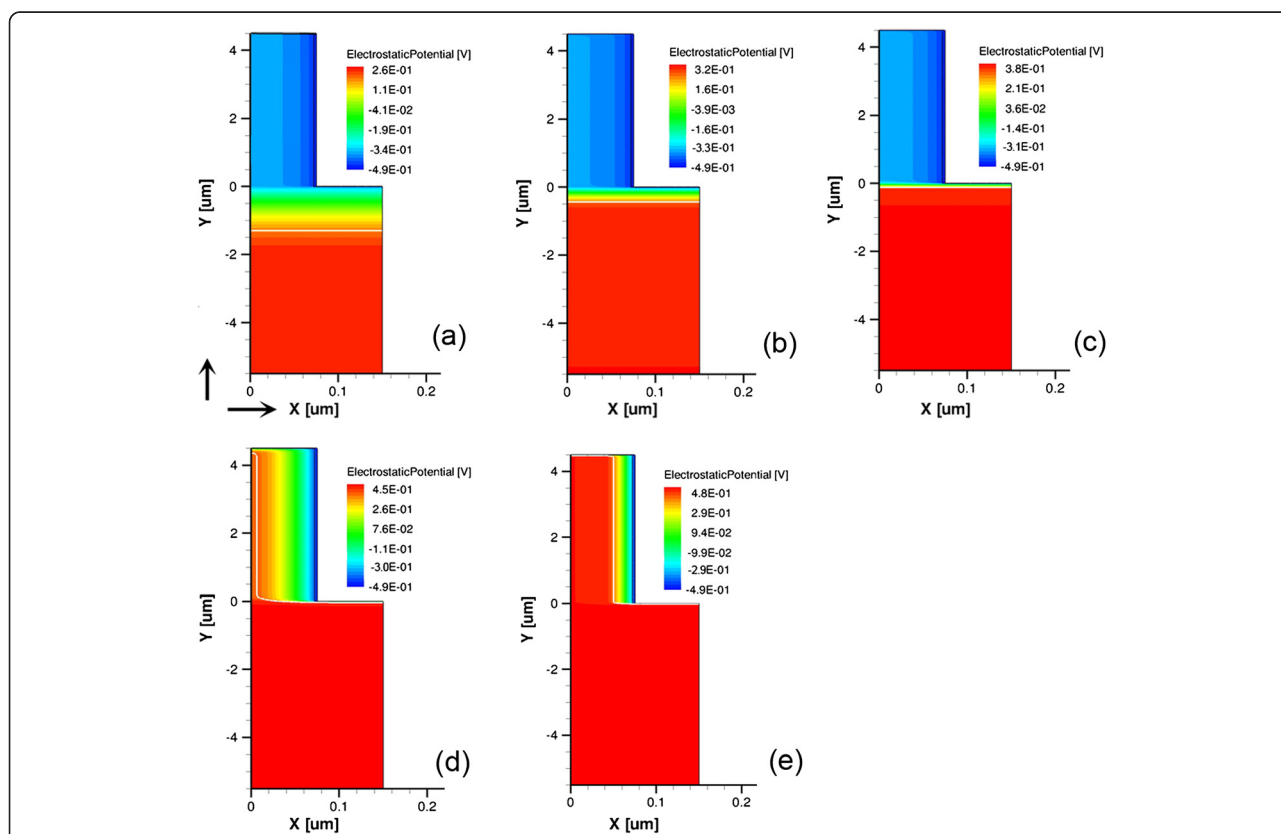 ElectrostaticPotential [V]
2.6E-01
1.1E-01
-4.1E-02
-1.9E-01
-3.4E-01
-4.9E-01
4
2
0
-2
-4
Y [um]
0
0.1
0.2
X [um]
(a)
ElectrostaticPotential [V]
3.2E-01
1.6E-01
-3.9E-03
-1.6E-01
-3.3E-01
-4.9E-01
4
2
0
-2
-4
Y [um]
0
0.1
0.2
X [um]
(b)
ElectrostaticPotential [V]
3.8E-01
2.1E-01
3.6E-02
-1.4E-01
-3.1E-01
-4.9E-01
4
2
0
-2
-4
Y [um]
0
0.1
0.2
X [um]
(c)
ElectrostaticPotential [V]
4.5E-01
2.6E-01
7.6E-02
-1.1E-01
-3.0E-01
-4.9E-01
4
2
0
-2
-4
Y [um]
0
0.1
0.2
X [um]
(d)
ElectrostaticPotential [V]
4.8E-01
2.9E-01
9.4E-02
-9.9E-02
-2.9E-01
-4.9E-01
4
2
0
-2
-4
Y [um]
0
0.1
0.2
X [um]
(e)